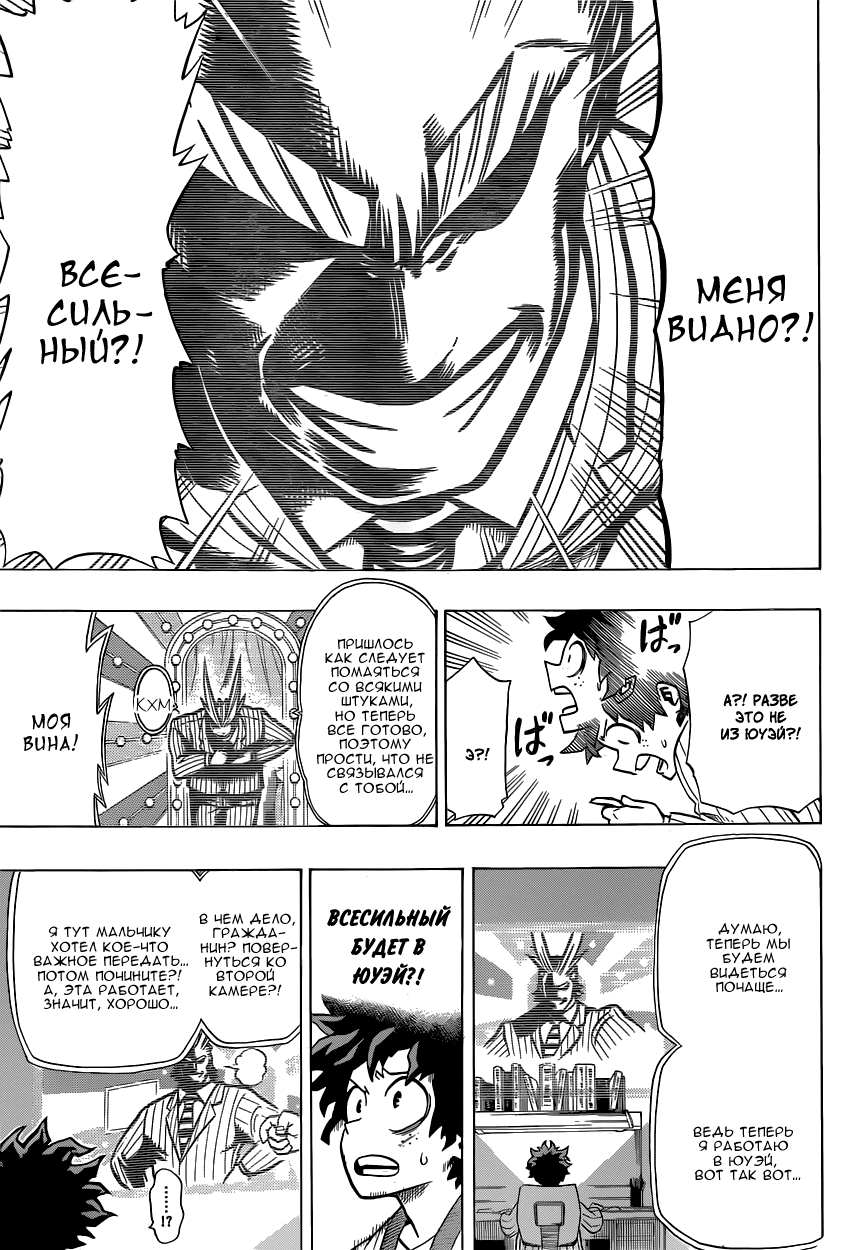 МЕНЯ
ВИДНО?!
ВСЕ-
СИЛЬ-
НЫЙ?!
А?! РАЗВЕ
ЭТО НЕ
ИЗ ЮУЭЙ?!
ばっ
ばっ
Э?!
ПРИШЛОСЬ
КАК СЛЕДУЕТ
ПОМАЯТЬСЯ
СО ВСЯКИМИ
ШТУКАМИ,
НО ТЕПЕРЬ
ВСЕ ГОТОВО,
ПОЭТОМУ
ПРОСТИ, ЧТО НЕ
СВЯЗЫВАЛСЯ
С ТОБОЙ...
КХМ
МОЯ
ВИНА!
ДУМАЮ,
ТЕПЕРЬ МЫ
БУДЕМ
ВИДЕТЬСЯ
ПОЧАЩЕ...
ВЕДЬ ТЕПЕРЬ
Я РАБОТАЮ
В ЮУЭЙ,
ВОТ ТАК ВОТ...
ВСЕСИЛЬНЫЙ
БУДЕТ В
ЮУЭЙ?!
В ЧЕМ ДЕЛО,
ГРАЖДА-
НИН? ПОВЕР-
НУТЬСЯ КО
ВТОРОЙ
КАМЕРЕ?!
Я ТУТ МАЛЬЧИКУ
ХОТЕЛ КОЕ-ЧТО
ВАЖНОЕ ПЕРЕДАТЬ...
ПОТОМ ПОЧИНИТЕ?!
А, ЭТА РАБОТАЕТ,
ЗНАЧИТ, ХОРОШО...
......
!?